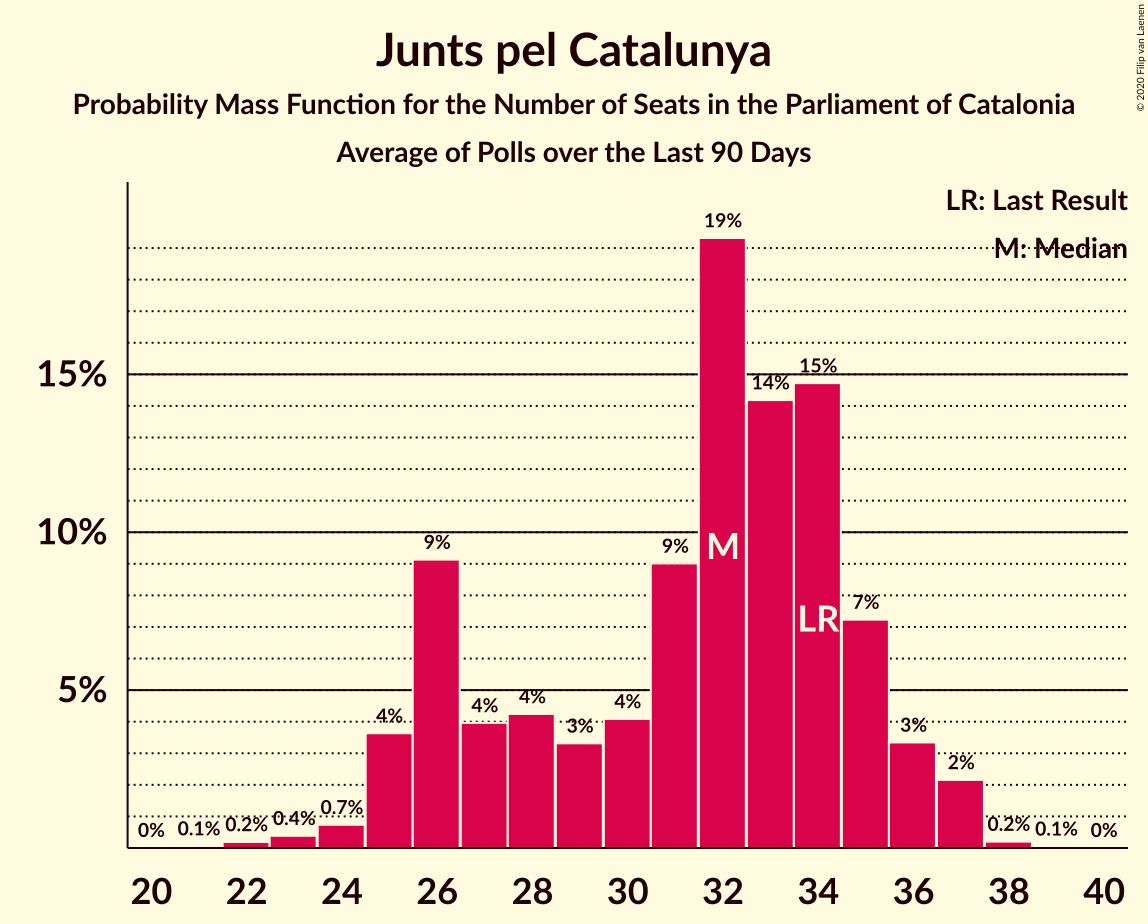 Junts pel Catalunya
Probability Mass Function for the Number of Seats in the Parliament of Catalonia
Average of Polls over the Last 90 Days
© 2020 Filip van Laenen
LR: Last Result
M: Median
15%
10%
5%
0%
0.1%
0.2%
0.4%
0.7%
4%
9%
4%
4%
3%
4%
9%
19%
14%
15%
7%
3%
2%
0.2%
0.1%
0%
M
LR
20 22 24 26 28 30 32 34 36 38 40